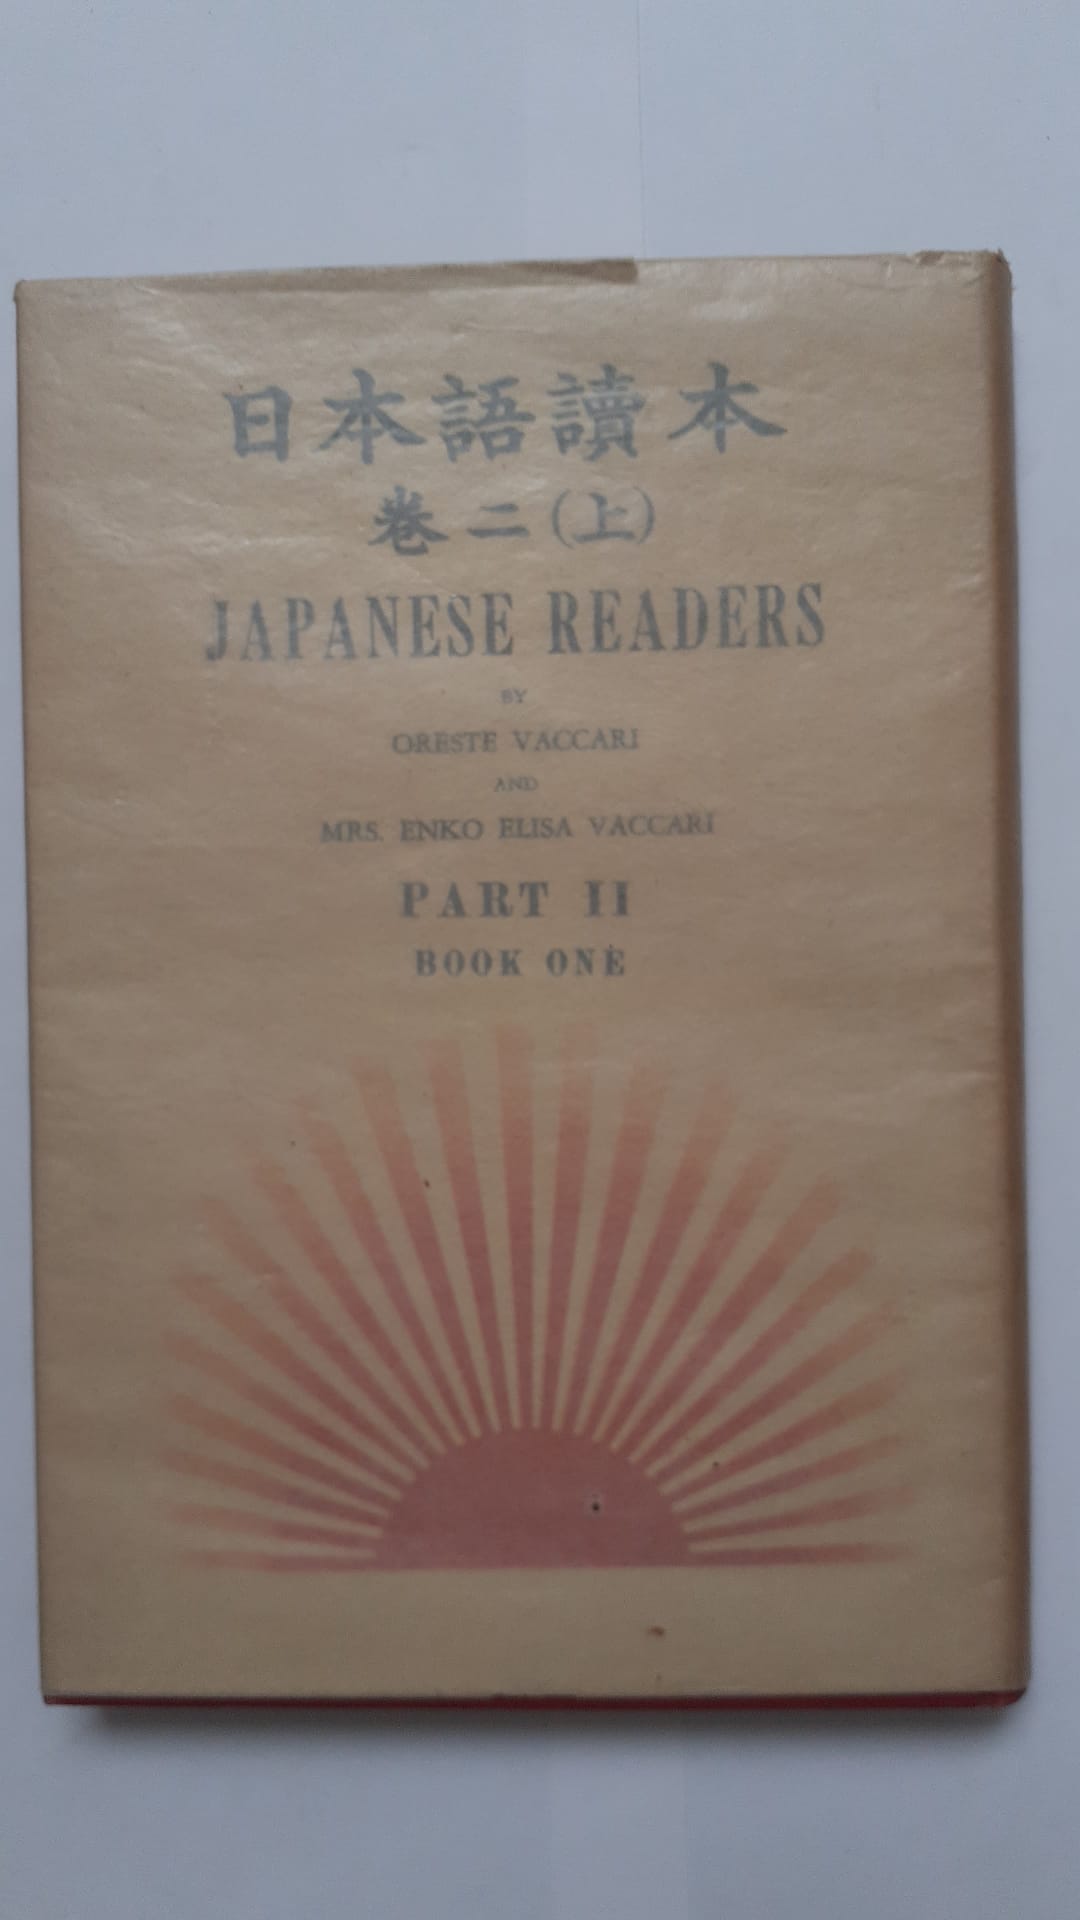 日本語讀本
巻二(上)
JAPANESE READERS
BY
ORESTE VACCARI
AND
MRS. ENKO ELISA VACCARI
PART II
BOOK ONE